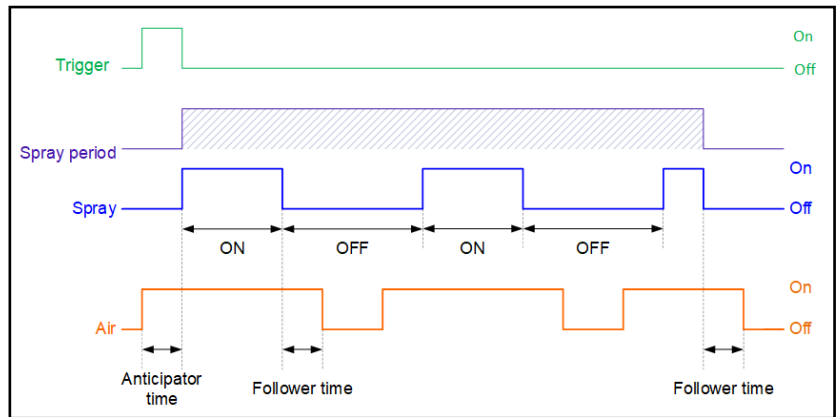 Trigger
On
Off
Spray period
Spray
On
Off
ON
OFF
ON
OFF
Air
On
Off
Anticipator
time
Follower time
Follower time